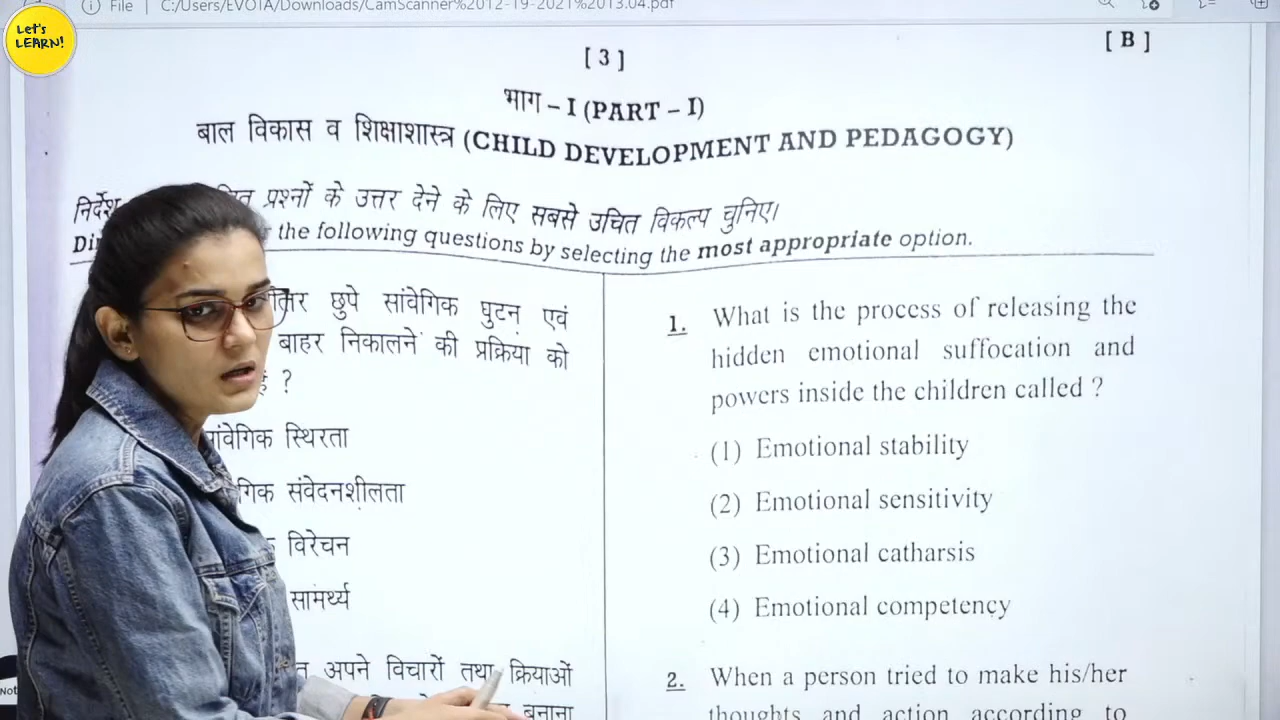 File | C:/Users/EVOTA/Downloads/CamScanner%2012-19-2021%2013.04.pdf
Let's
LEARN!
[ 3 ]
[ B ]
भाग – I (PART – I)
बाल विकास व शिक्षाशास्त्र (CHILD DEVELOPMENT AND PEDAGOGY)
निर्देश प्रश्नों के उत्तर देने के लिए सबसे उचित विकल्प चुनिए।
the following questions by selecting the most appropriate option.
छुपे सांवेगिक घुटन एवं
बाहर निकालने की प्रक्रिया को
?
सांवेगिक स्थिरता
संवेदनशीलता
विरेचन
सामर्थ्य
अपने विचारों तथा क्रियाओं
बनाना
1. What is the process of releasing the
hidden emotional suffocation and
powers inside the children called ?
(1) Emotional stability
(2) Emotional sensitivity
(3) Emotional catharsis
(4) Emotional competency
2. When a person tried to make his/her
thoughts and action according to
Not